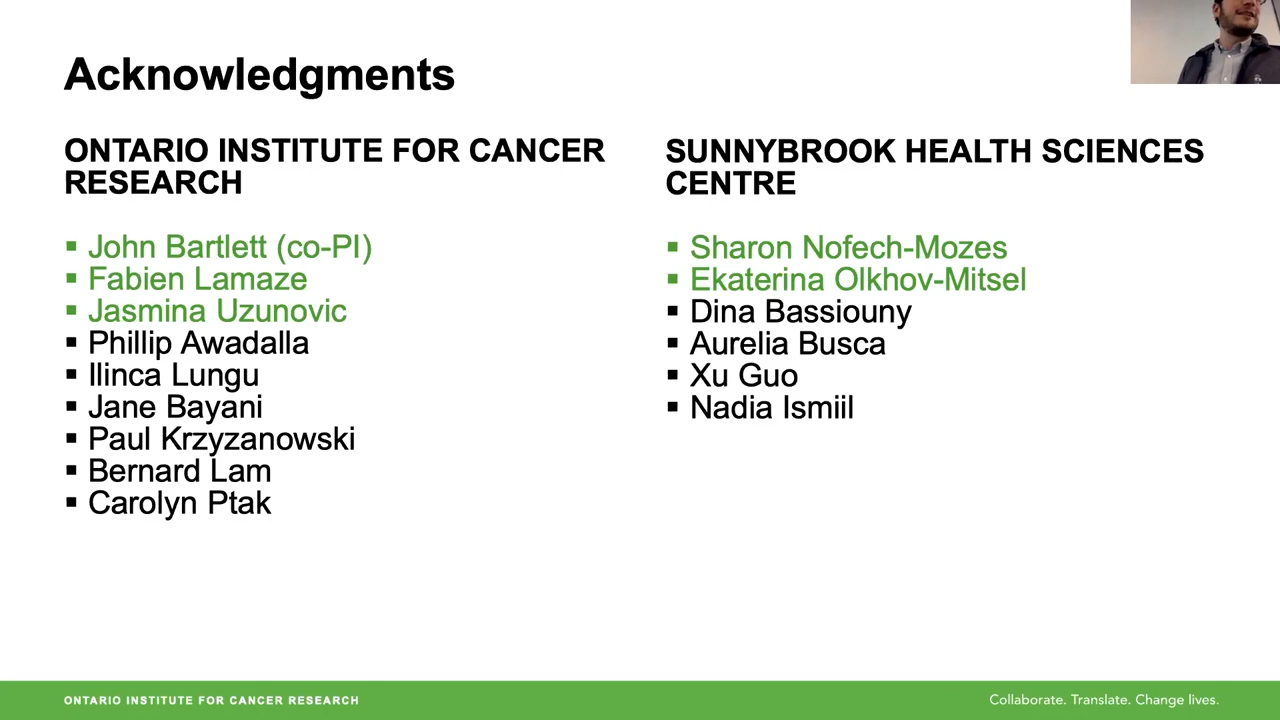 Acknowledgments
ONTARIO INSTITUTE FOR CANCER
RESEARCH
▪ John Bartlett (co-PI)
▪ Fabien Lamaze
▪ Jasmina Uzunovic
▪ Phillip Awadalla
▪ Ilinca Lungu
▪ Jane Bayani
▪ Paul Krzyzanowski
▪ Bernard Lam
▪ Carolyn Ptak
SUNNYBROOK HEALTH SCIENCES
CENTRE
▪ Sharon Nofech-Mozes
▪ Ekaterina Olkhov-Mitsel
▪ Dina Bassiouny
▪ Aurelia Busca
▪ Xu Guo
▪ Nadia Ismiil
ONTARIO INSTITUTE FOR CANCER RESEARCH
Collaborate. Translate. Change lives.